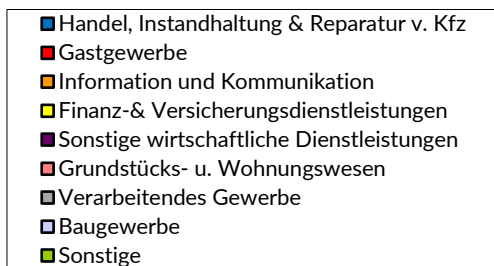 Handel, Instandhaltung & Reparatur v. Kfz
Gastgewerbe
Information und Kommunikation
Finanz-& Versicherungsdienstleistungen
Sonstige wirtschaftliche Dienstleistungen
Grundstücks- u. Wohnungswesen
Verarbeitendes Gewerbe
Baugewerbe
Sonstige